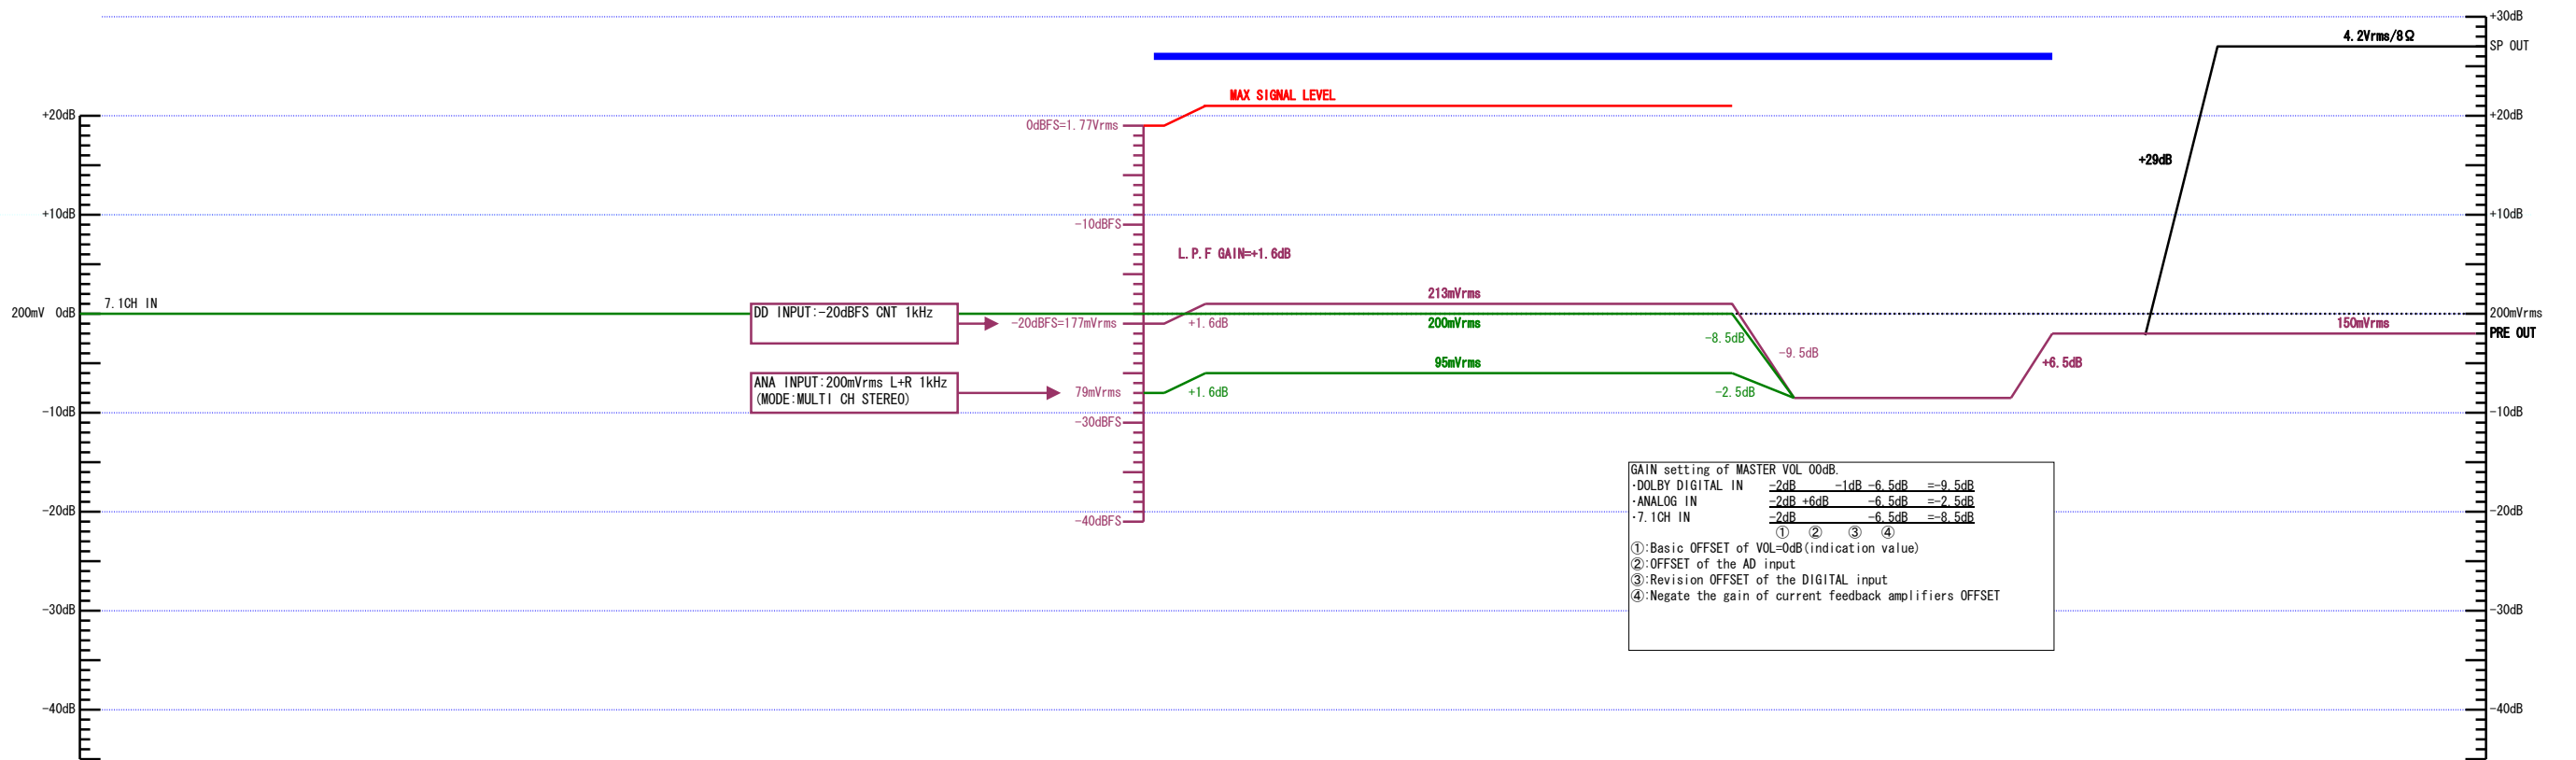 +30dB
4.2Vrms/8Ω
SP OUT
MAX SIGNAL LEVEL
+20dB
+20dB
0dBFS=1.77Vrms
+29dB
+10dB
+10dB
-10dBFS
L.P.F GAIN=+1.6dB
7.1CH IN
213mVrms
200mV 0dB
DD INPUT:-20dBFS CNT 1kHz
-20dBFS=177mVrms
+1.6dB
200mVrms
200mVrms
150mVrms
-8.5dB
PRE OUT
-9.5dB
95mVrms
+6.5dB
ANA INPUT:200mVrms L+R 1kHz
(MODE:MULTI CH STEREO)
79mVrms
+1.6dB
-2.5dB
-10dB
-10dB
-30dBFS
GAIN setting of MASTER VOL 00dB.
・DOLBY DIGITAL IN -2dB -1dB -6.5dB =-9.5dB
・ANALOG IN -2dB +6dB -6.5dB =-2.5dB
・7.1CH IN -2dB -6.5dB =-8.5dB
① ② ③ ④
①:Basic OFFSET of VOL=0dB(indication value)
②:OFFSET of the AD input
③:Revision OFFSET of the DIGITAL input
④:Negate the gain of current feedback amplifiers OFFSET
-20dB
-40dBFS
-20dB
-30dB
-30dB
-40dB
-40dB